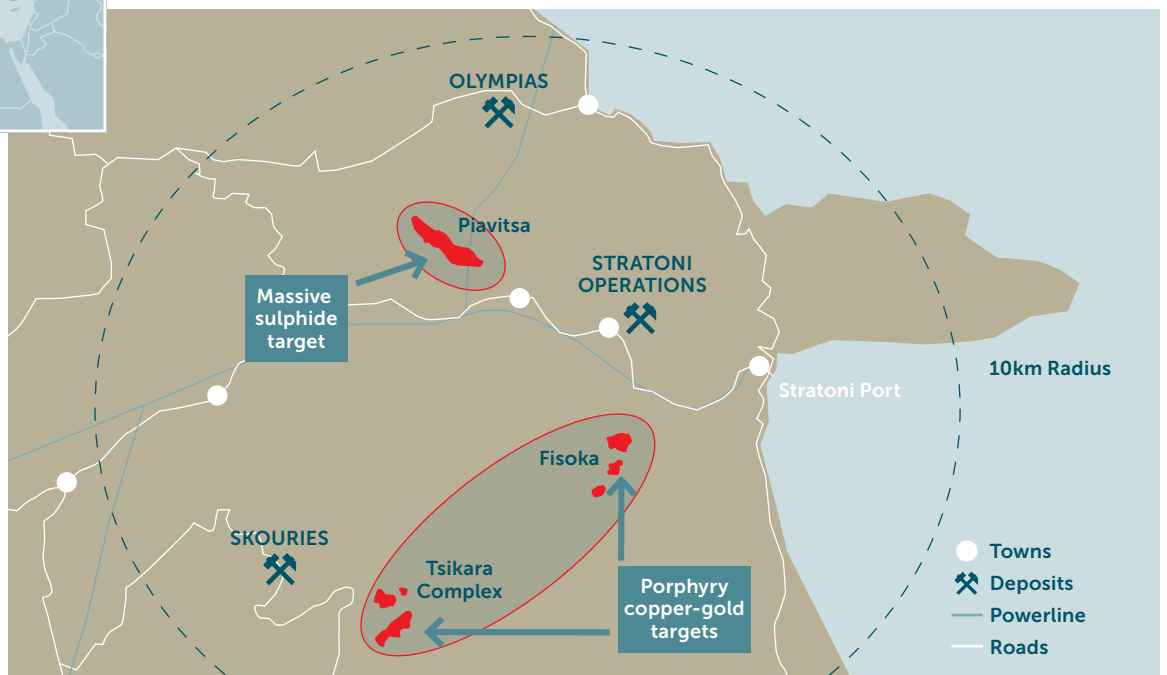 OLYMPIAS
Piavitsa
STRATONI
OPERATIONS
Massive
sulphide
target
10km Radius
Stratoni Port
Fisoka
SKOURIES
Tsikara
Complex
Porphyry
copper-gold
targets
Towns
Deposits
Powerline
Roads